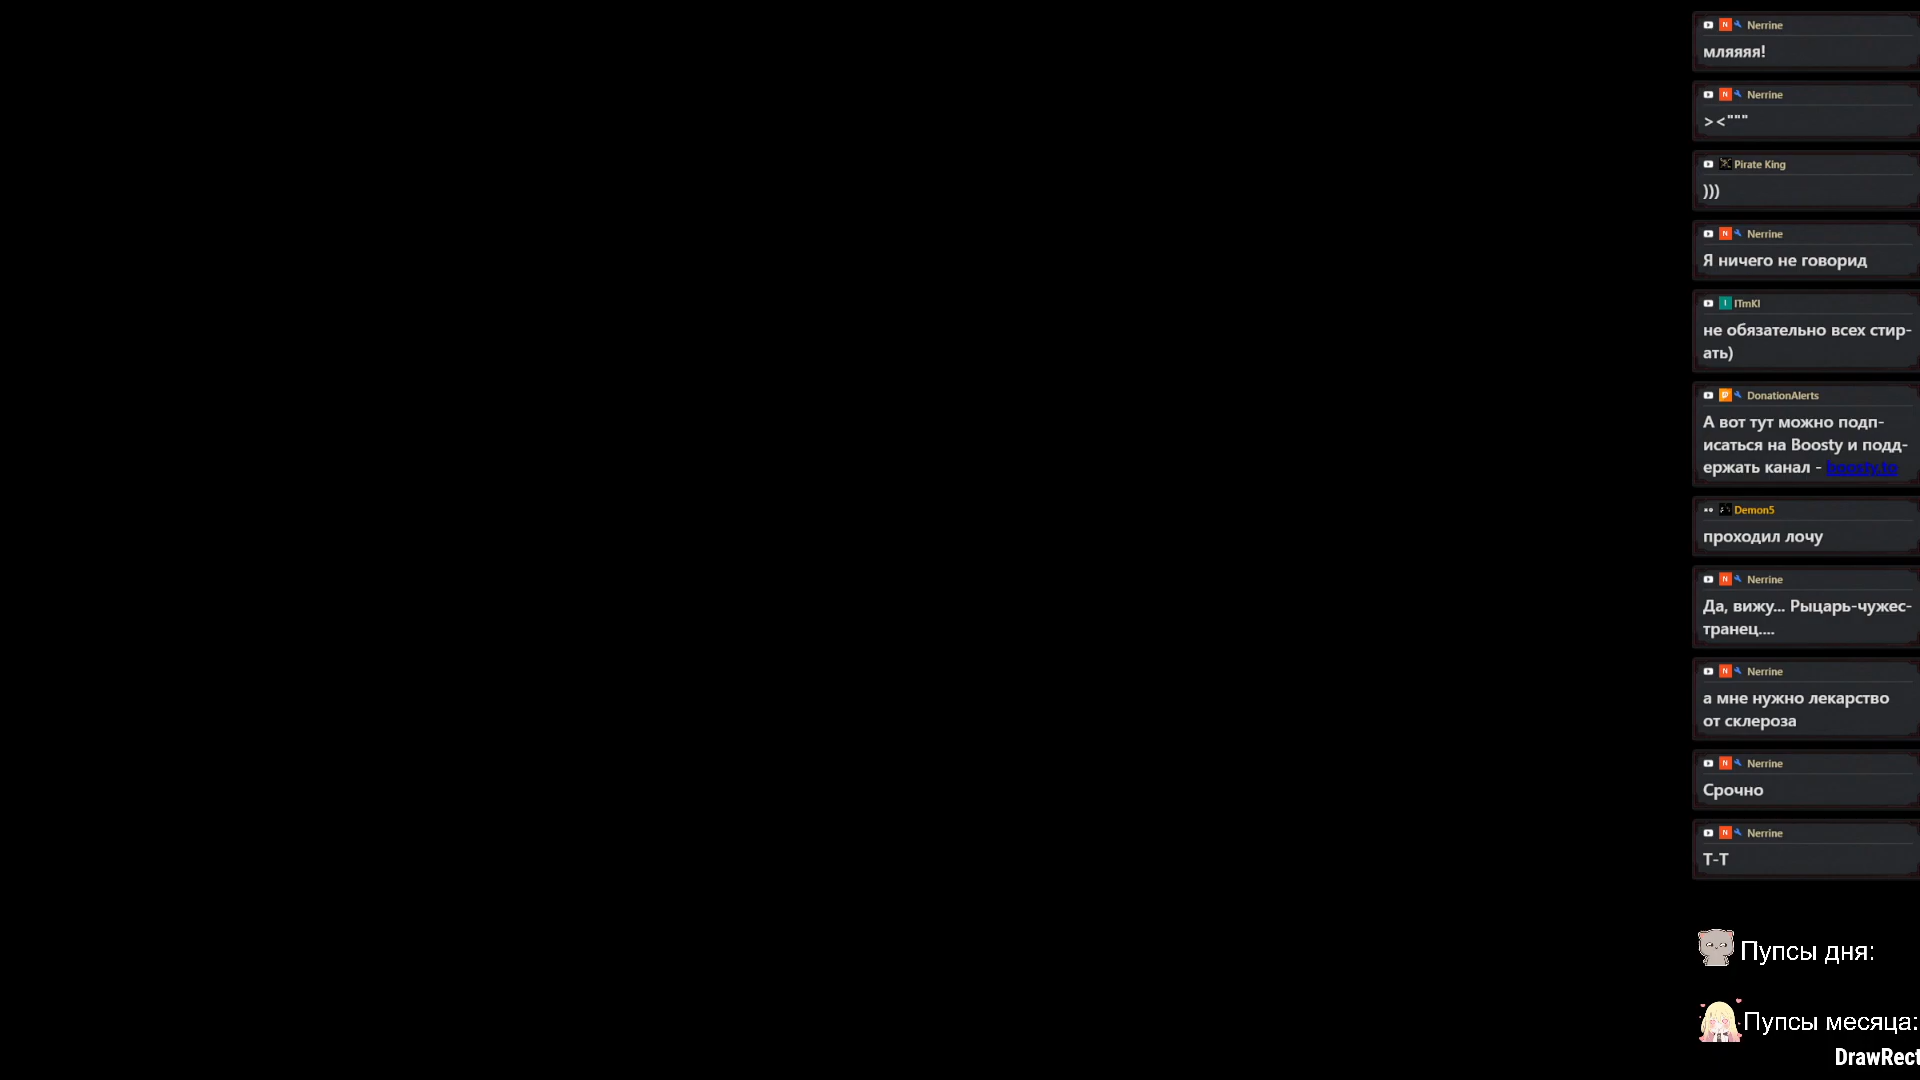 Nerrine
мляяяя!
Nerrine
><"""
Pirate King
)))
Nerrine
Я ничего не говорид
ITmKI
не обязательно всех стир-
ать)
DonationAlerts
А вот тут можно подп-
исаться на Boosty и подд-
ержать канал - boosty.to
Demon5
проходил лочу
Nerrine
Да, вижу... Рыцарь-чужес-
транец....
Nerrine
а мне нужно лекарство
от склероза
Nerrine
Срочно
Nerrine
Т-Т
Пупсы дня:
Пупсы месяца:
DrawRect